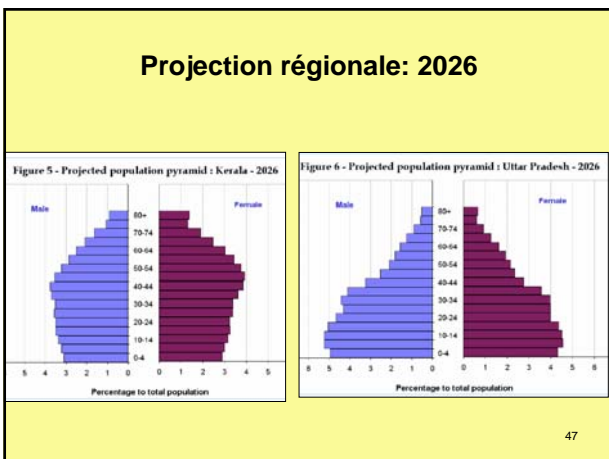 Projection régionale: 2026
Figure 5 - Projected population pyramid : Kerala - 2026
Male
Female
80+
70-74
60-64
50-54
40-44
30-34
20-24
10-14
0-4
5 4 3 2 1 0 0 1 2 3 4 5
Percentage to total population
Figure 6 - Projected population pyramid : Uttar Pradesh - 2026
Male
Female
80+
70-74
60-64
50-54
40-44
30-34
20-24
10-14
0-4
6 5 4 3 2 1 0 0 1 2 3 4 5 6
Percentage to total population
47